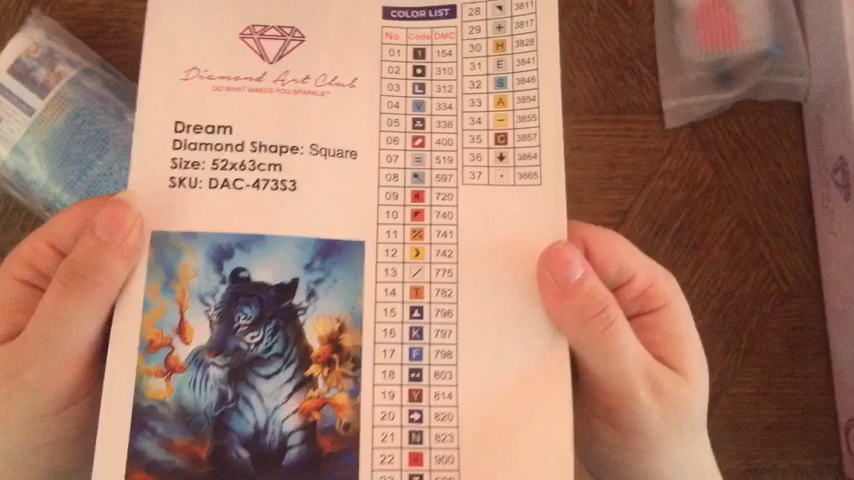 Diamond Art Club
DO WHAT MAKES YOU SPARKLE™
Dream
Diamond Shape: Square
Size: 52x63cm
SKU: DAC-473S3
COLOR LIST
No. Code DMC
01 1 154
02 310
03 L 312
04 V 334
05 336
06 400
07 = 519
08 597
09 720
10 740
11 % 741
12 742
13 / 775
14 T 782
15 ▲ 796
16 K 797
17 F 798
18 803
19 Y 814
20 820
21 N 823
22 900
28 3811
29 + 3817
30 H 3828
31 E 3841
32 S 3846
33 A 3854
34 – 3855
35 C 3857
36 3864
37 3865